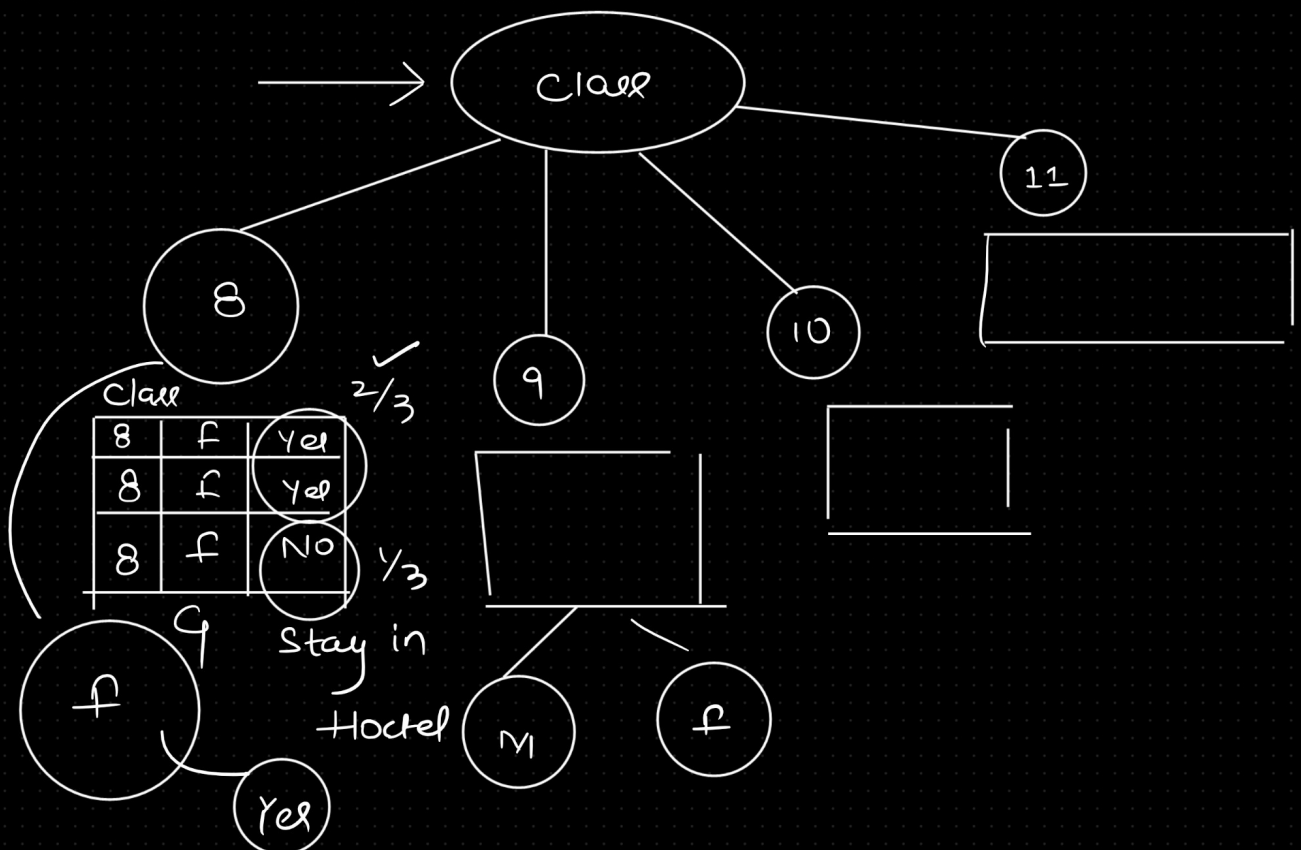 Class
11
8
10
9
Class
2/3
8 f Yes
8 f Yes
8 f No 1/3
G Stay in
Hostel
f
M
f
Yes